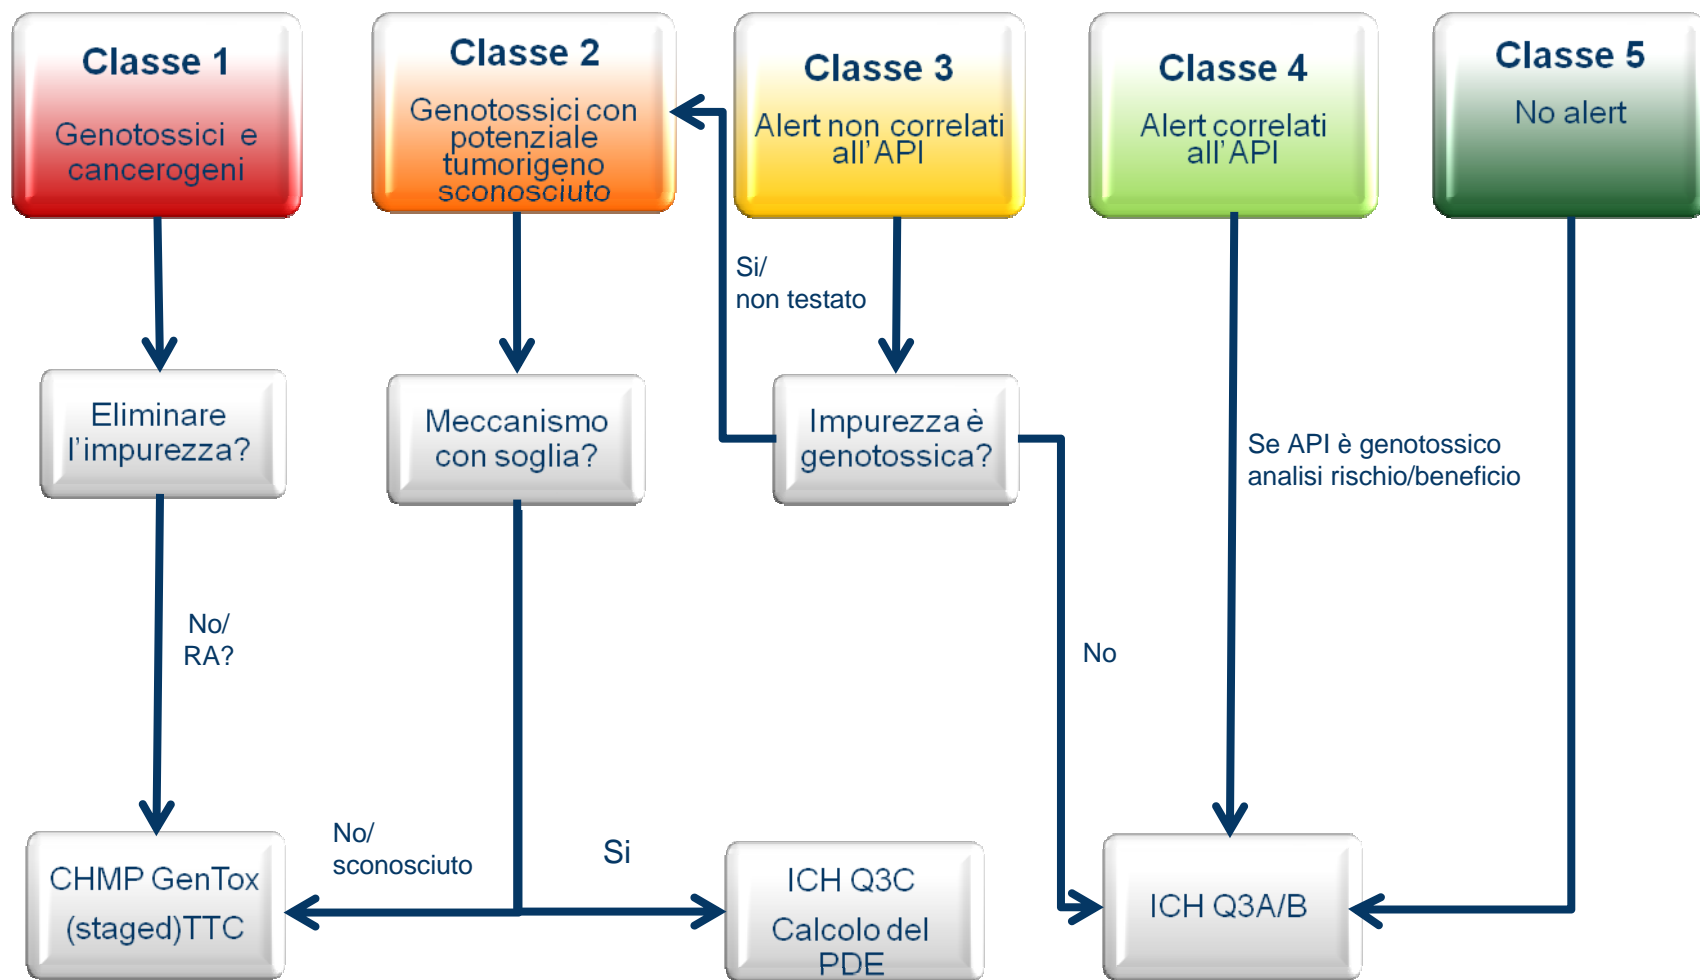 Classe 1
Genotossici e
cancerogeni
Classe 2
Genotossici con
potenziale
tumorigeno
sconosciuto
Classe 3
Alert non correlati
all'API
Classe 4
Alert correlati
all'API
Classe 5
No alert
Si/
non testato
Eliminare
l'impurezza?
Meccanismo
con soglia?
Impurezza è
genotossica?
Se API è genotossico
analisi rischio/beneficio
No/
RA?
No
No/
sconosciuto
Si
CHMP GenTox
(staged)TTC
ICH Q3C
Calcolo del
PDE
ICH Q3A/B